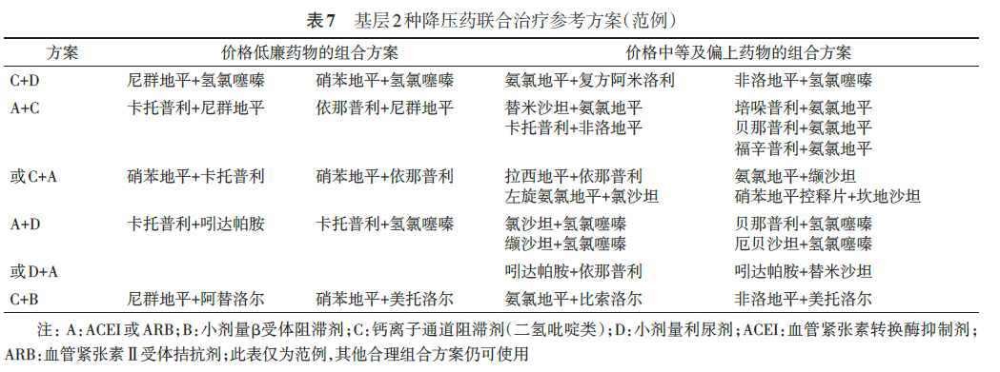 表7 基层2种降压药联合治疗参考方案(范例)
方案 价格低廉药物的组合方案 价格中等及偏上药物的组合方案
C+D 尼群地平+氢氯噻嗪 硝苯地平+氢氯噻嗪 氨氯地平+复方阿米洛利 非洛地平+氢氯噻嗪
A+C 卡托普利+尼群地平 依那普利+尼群地平 替米沙坦+氨氯地平 培哚普利+氨氯地平
卡托普利+非洛地平 贝那普利+氨氯地平
福辛普利+氨氯地平
或C+A 硝苯地平+卡托普利 硝苯地平+依那普利 拉西地平+依那普利 氨氯地平+缬沙坦
左旋氨氯地平+氯沙坦 硝苯地平控释片+坎地沙坦
A+D 卡托普利+吲达帕胺 卡托普利+氢氯噻嗪 氯沙坦+氢氯噻嗪 贝那普利+氢氯噻嗪
缬沙坦+氢氯噻嗪 厄贝沙坦+氢氯噻嗪
或D+A 吲达帕胺+依那普利 吲达帕胺+替米沙坦
C+B 尼群地平+阿替洛尔 硝苯地平+美托洛尔 氨氯地平+比索洛尔 非洛地平+美托洛尔
注: A:ACEI或ARB;B:小剂量β受体阻滞剂;C:钙离子通道阻滞剂(二氢吡啶类);D:小剂量利尿剂;ACEI:血管紧张素转换酶抑制剂;
ARB:血管紧张素Ⅱ受体拮抗剂;此表仅为范例,其他合理组合方案仍可使用